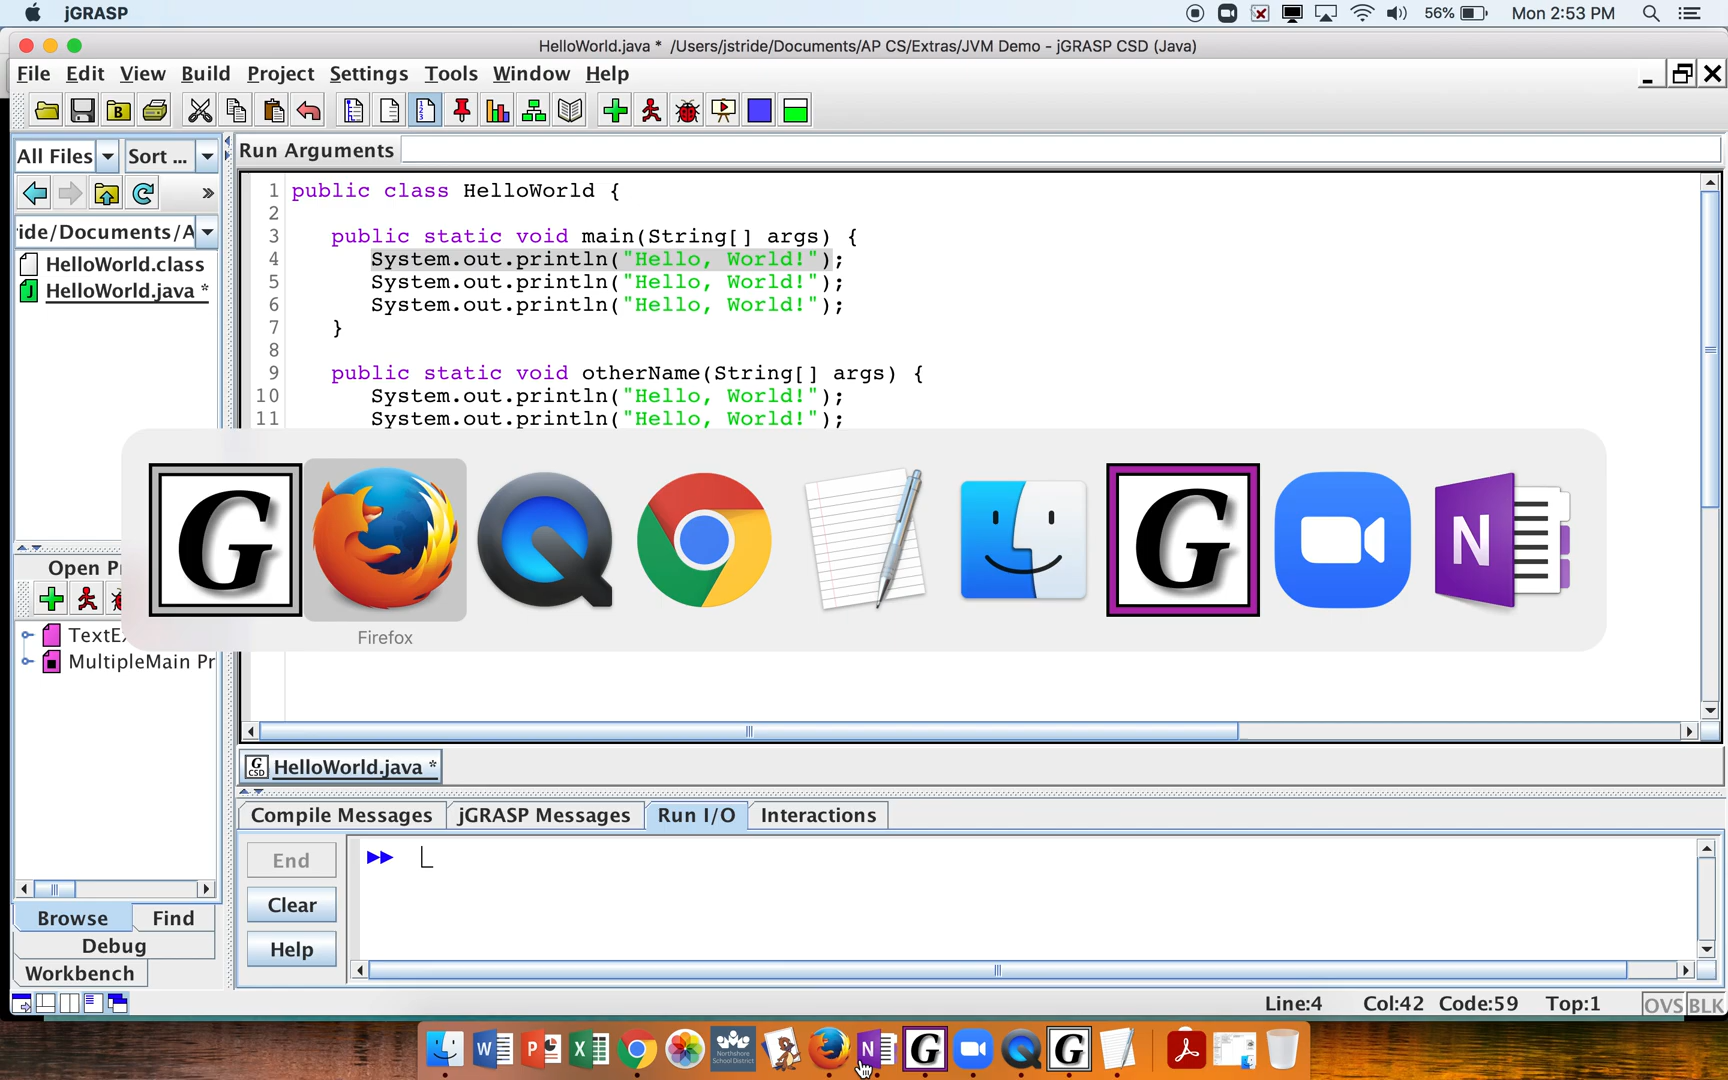 jGRASP
56%
Mon 2:53 PM
HelloWorld.java * /Users/jstride/Documents/AP CS/Extras/JVM Demo - jGRASP CSD (Java)
File Edit View Build Project Settings Tools Window Help
All Files Sort ...
Run Arguments
ide/Documents/A
HelloWorld.class
HelloWorld.java *
1 public class HelloWorld {
2
3 public static void main(String[] args) {
4 System.out.println("Hello, World!");
5 System.out.println("Hello, World!");
6 System.out.println("Hello, World!");
7 }
8
9 public static void otherName(String[] args) {
10 System.out.println("Hello, World!");
11 System.out.println("Hello, World!");
Firefox
Open P
TextE
MultipleMain Pr
HelloWorld.java *
Compile Messages jGRASP Messages Run I/O Interactions
End
Clear
Help
Browse Find
Debug
Workbench
Line:4 Col:42 Code:59 Top:1 OVS BLK
Northshore
School District